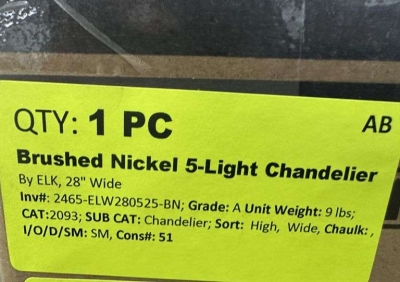 QTY: 1 PC
AB
Brushed Nickel 5-Light Chandelier
By ELK, 28" Wide
Inv#: 2465-ELW280525-BN; Grade: A Unit Weight: 9 lbs;
CAT:2093; SUB CAT: Chandelier; Sort: High, Wide, Chaulk: ,
I/O/D/SM: SM, Cons#: 51